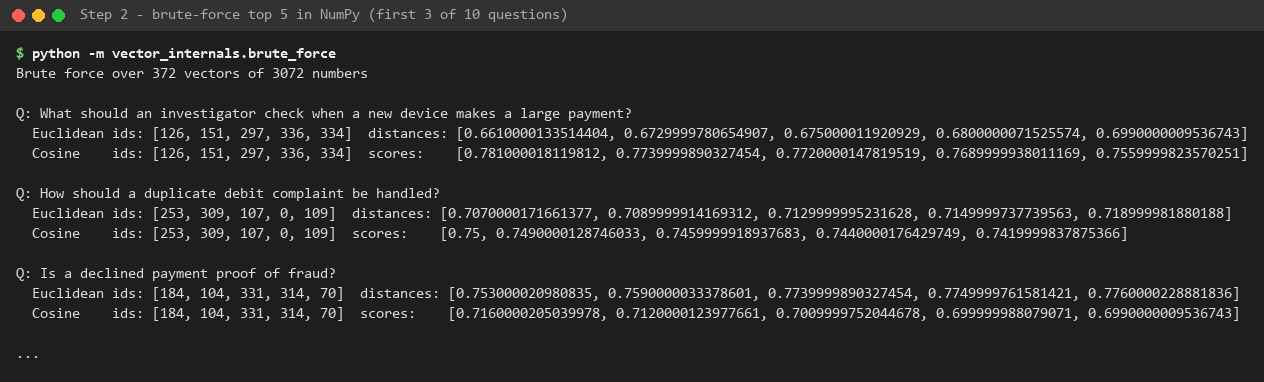 Step 2 - brute-force top 5 in NumPy (first 3 of 10 questions)
$ python -m vector_internals.brute_force
Brute force over 372 vectors of 3072 numbers
Q: What should an investigator check when a new device makes a large payment?
Euclidean ids: [126, 151, 297, 336, 334]  distances: [0.6610000133514404, 0.6729999780654907, 0.675000011920929, 0.6800000071525574, 0.6990000009536743]
Cosine    ids: [126, 151, 297, 336, 334]  scores:    [0.781000018119812, 0.7739999890327454, 0.7720000147819519, 0.7689999938011169, 0.7559999823570251]
Q: How should a duplicate debit complaint be handled?
Euclidean ids: [253, 309, 107, 0, 109]  distances: [0.7070000171661377, 0.7089999914169312, 0.7129999995231628, 0.7149999737739563, 0.718999981880188]
Cosine    ids: [253, 309, 107, 0, 109]  scores:    [0.75, 0.7490000128746033, 0.7459999918937683, 0.7440000176429749, 0.7419999837875366]
Q: Is a declined payment proof of fraud?
Euclidean ids: [184, 104, 331, 314, 70]  distances: [0.753000020980835, 0.7590000033378601, 0.7739999890327454, 0.7749999761581421, 0.7760000228881836]
Cosine    ids: [184, 104, 331, 314, 70]  scores:    [0.7160000205039978, 0.7120000123977661, 0.7009999752044678, 0.699999988079071, 0.6990000009536743]
...